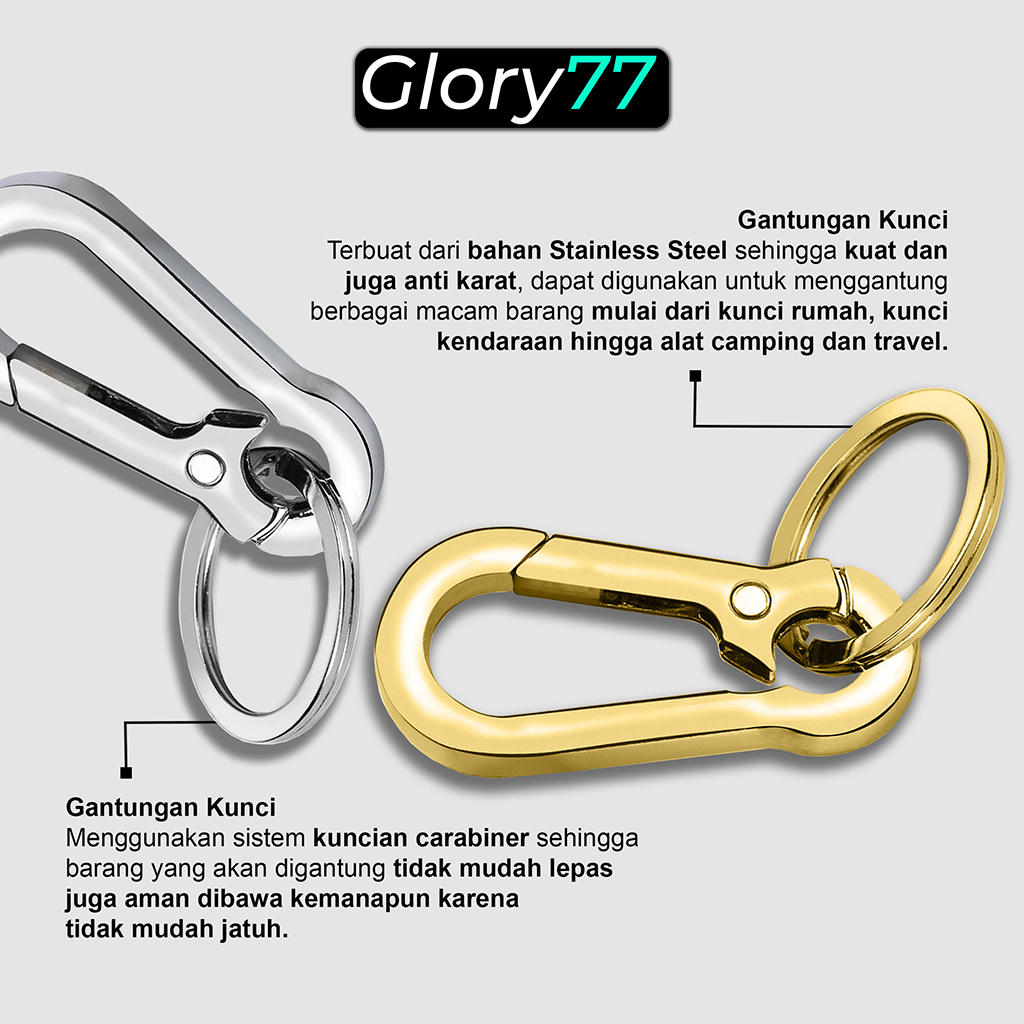 Glory77
Gantungan Kunci
Terbuat dari bahan Stainless Steel sehingga kuat dan
juga anti karat, dapat digunakan untuk menggantung
berbagai macam barang mulai dari kunci rumah, kunci
kendaraan hingga alat camping dan travel.
Gantungan Kunci
Menggunakan sistem kuncian carabiner sehingga
barang yang akan digantung tidak mudah lepas
juga aman dibawa kemanapun karena
tidak mudah jatuh.